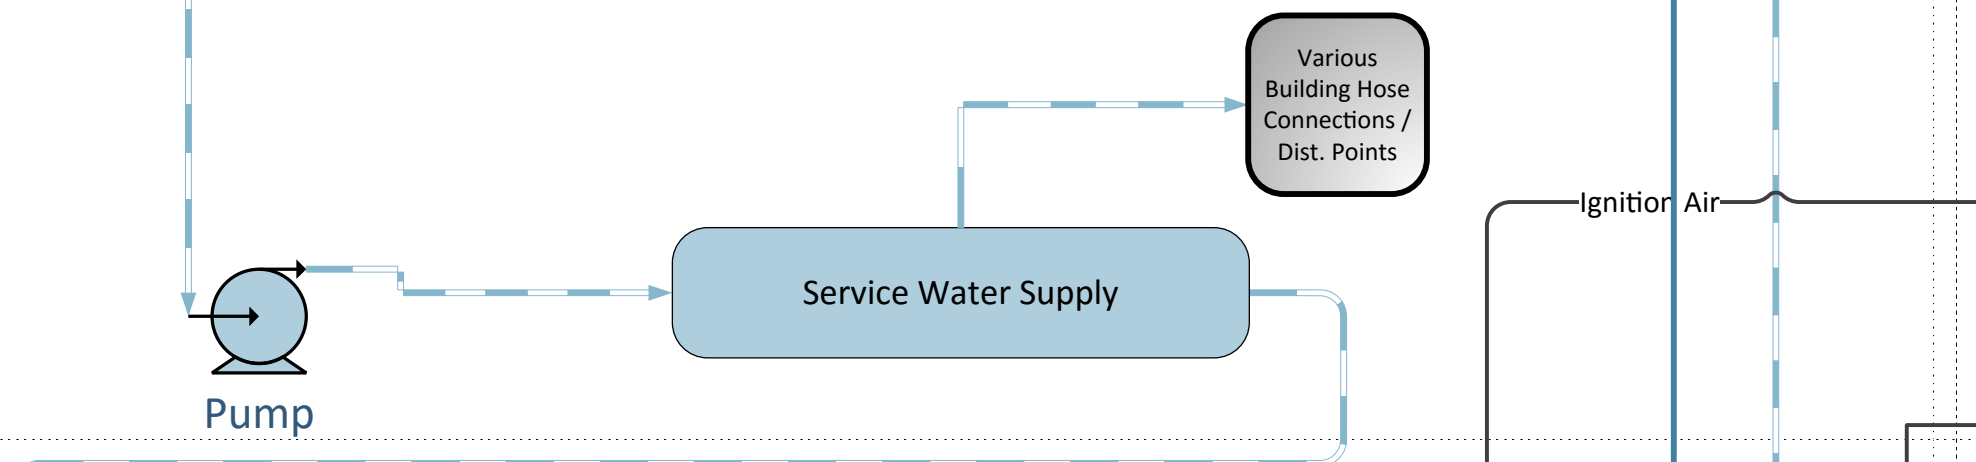 Various
Building Hose
Connections /
Dist. Points
Ignition Air
Service Water Supply
Pump